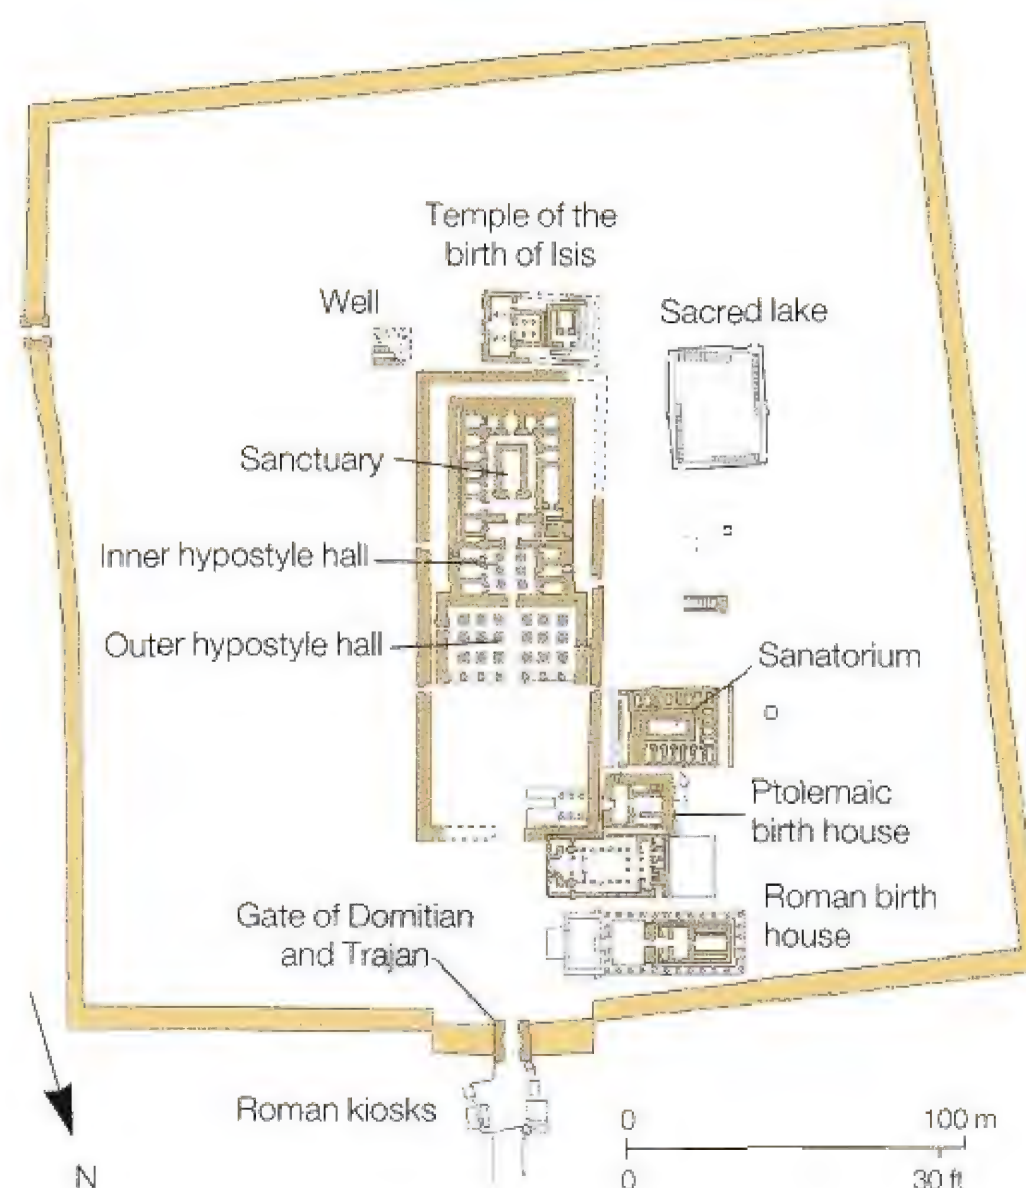 Temple of the
birth of Isis
Well
Sacred lake
Sanctuary
Inner hypostyle hall
Outer hypostyle hall
Sanatorium
Ptolemaic
birth house
Roman birth
house
Gate of Domitian
and Trajan
Roman kiosks
N
0 100 m
0 30 ft